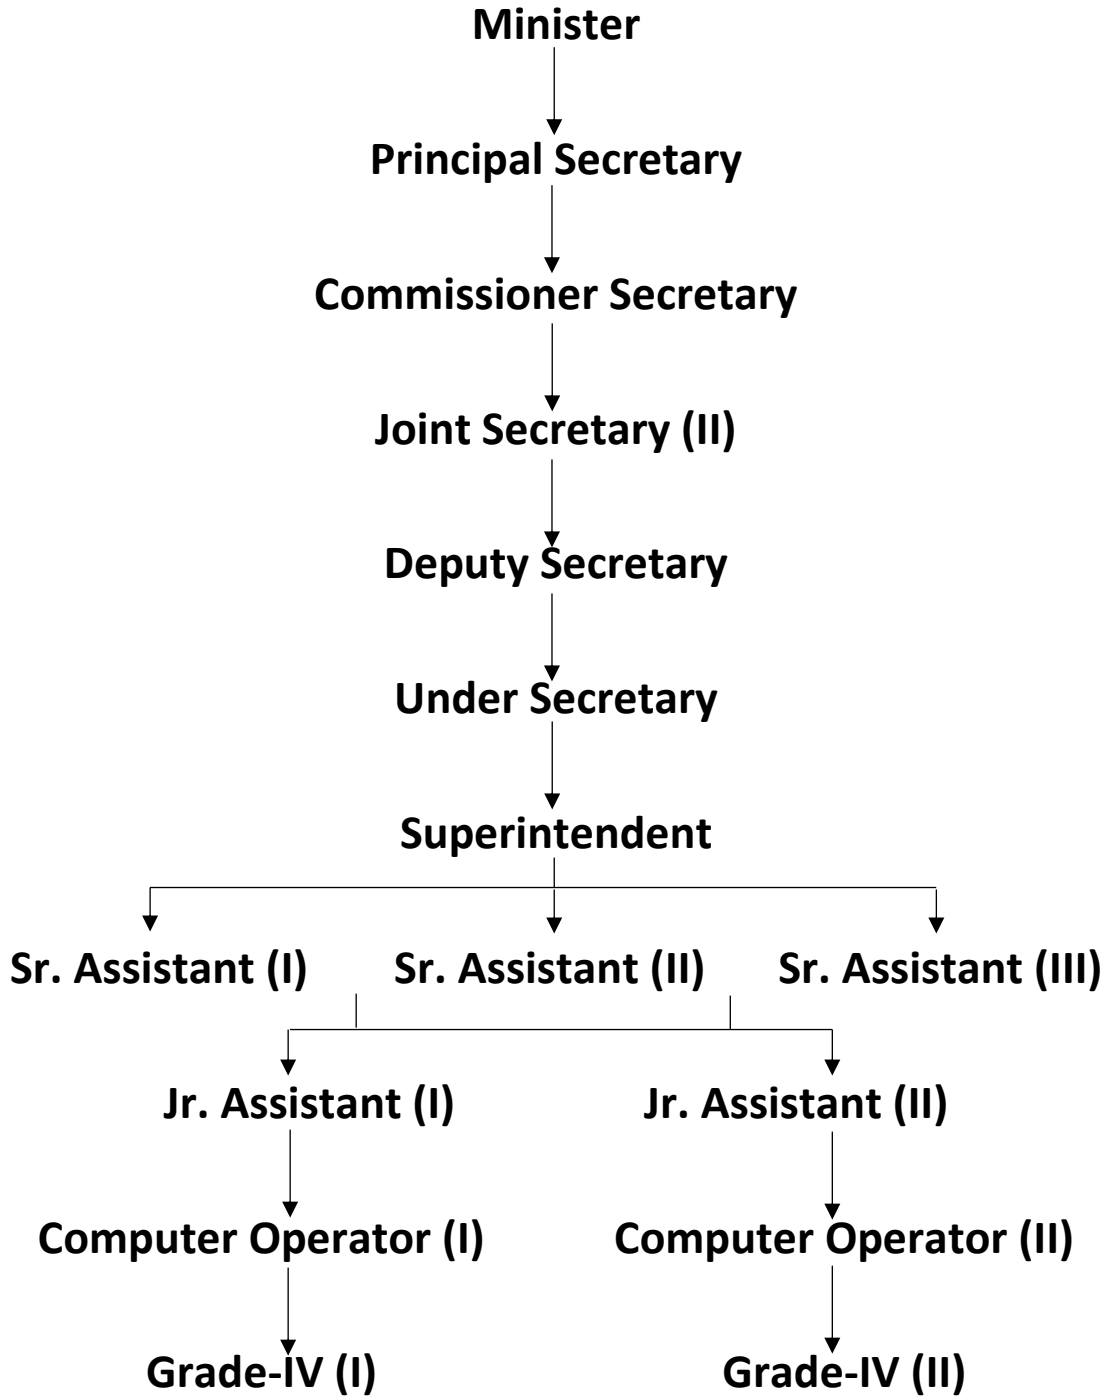 Minister
Principal Secretary
Commissioner Secretary
Joint Secretary (II)
Deputy Secretary
Under Secretary
Superintendent
Sr. Assistant (I) Sr. Assistant (II) Sr. Assistant (III)
Jr. Assistant (I) Jr. Assistant (II)
Computer Operator (I) Computer Operator (II)
Grade-IV (I) Grade-IV (II)